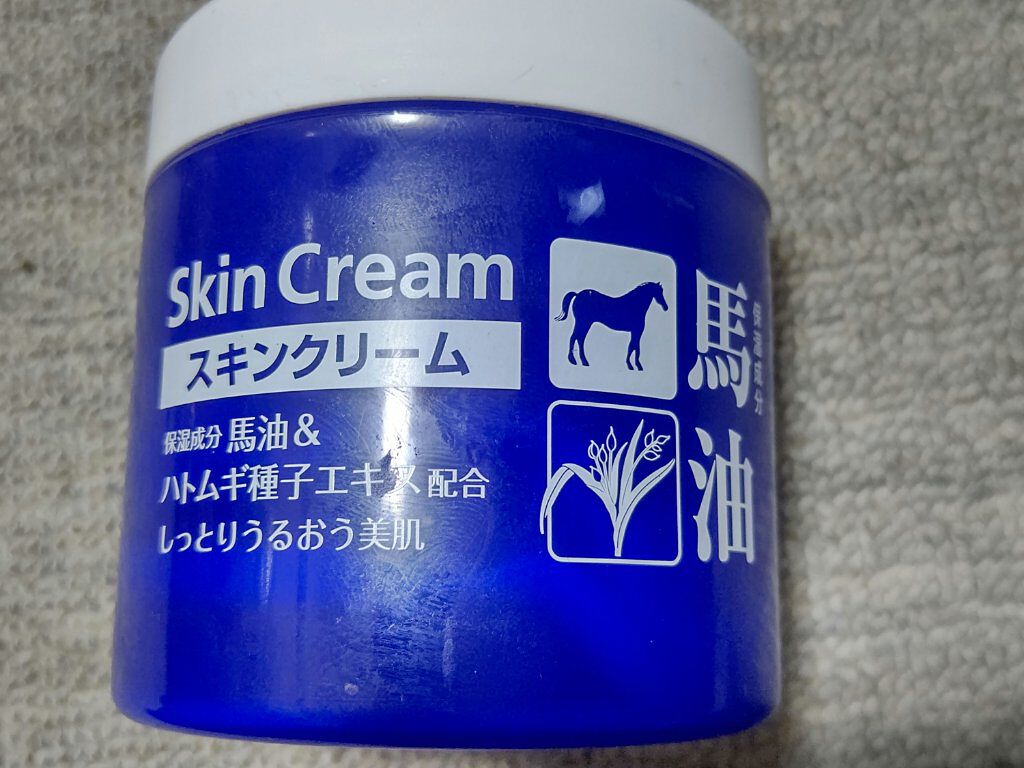 Skin Cream
スキンクリーム
保湿成分 馬油&
ハトムギ種子エキス配合
しっとりうるおう美肌
保湿成分
馬油